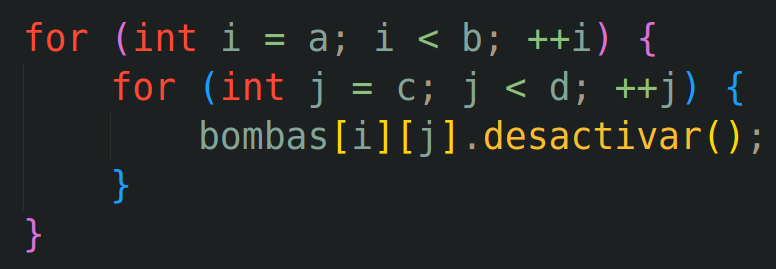 for (int i = a; i < b; ++i) {
for (int j = c; j < d; ++j) {
bombas[i][j].desactivar();
}
}